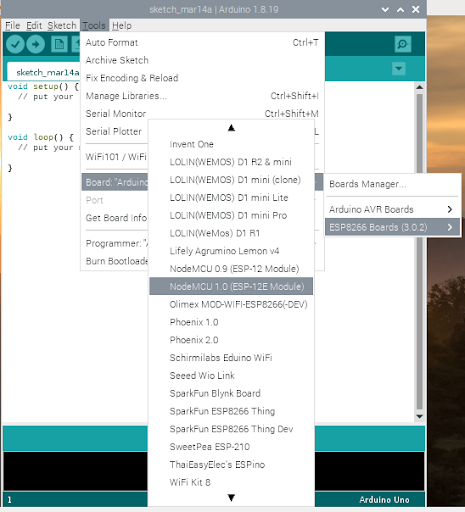 sketch_mar14a | Arduino 1.8.19
File Edit Sketch Tools Help
sketch_mar14a
void setup() {
// put your
}
void loop() {
// put your
}
Auto Format Ctrl+T
Archive Sketch
Fix Encoding & Reload
Manage Libraries... Ctrl+Shift+I
Serial Monitor Ctrl+Shift+M
Serial Plotter L
WiFi101 / WiFi
Board: "Arduino
Port
Get Board Info
Programmer: "A
Burn Bootloade
Invent One
LOLIN(WEMOS) D1 R2 & mini
LOLIN(WEMOS) D1 mini (clone)
LOLIN(WEMOS) D1 mini Lite
LOLIN(WEMOS) D1 mini Pro
LOLIN(WeMos) D1 R1
Lifely Agrumino Lemon v4
NodeMCU 0.9 (ESP-12 Module)
NodeMCU 1.0 (ESP-12E Module)
Olimex MOD-WIFI-ESP8266(-DEV)
Phoenix 1.0
Phoenix 2.0
Schirmilabs Eduino WiFi
Seeed Wio Link
SparkFun Blynk Board
SparkFun ESP8266 Thing
SparkFun ESP8266 Thing Dev
SweetPea ESP-210
ThaiEasyElec's ESPino
WiFi Kit 8
Boards Manager...
Arduino AVR Boards
ESP8266 Boards (3.0.2)
1 Arduino Uno